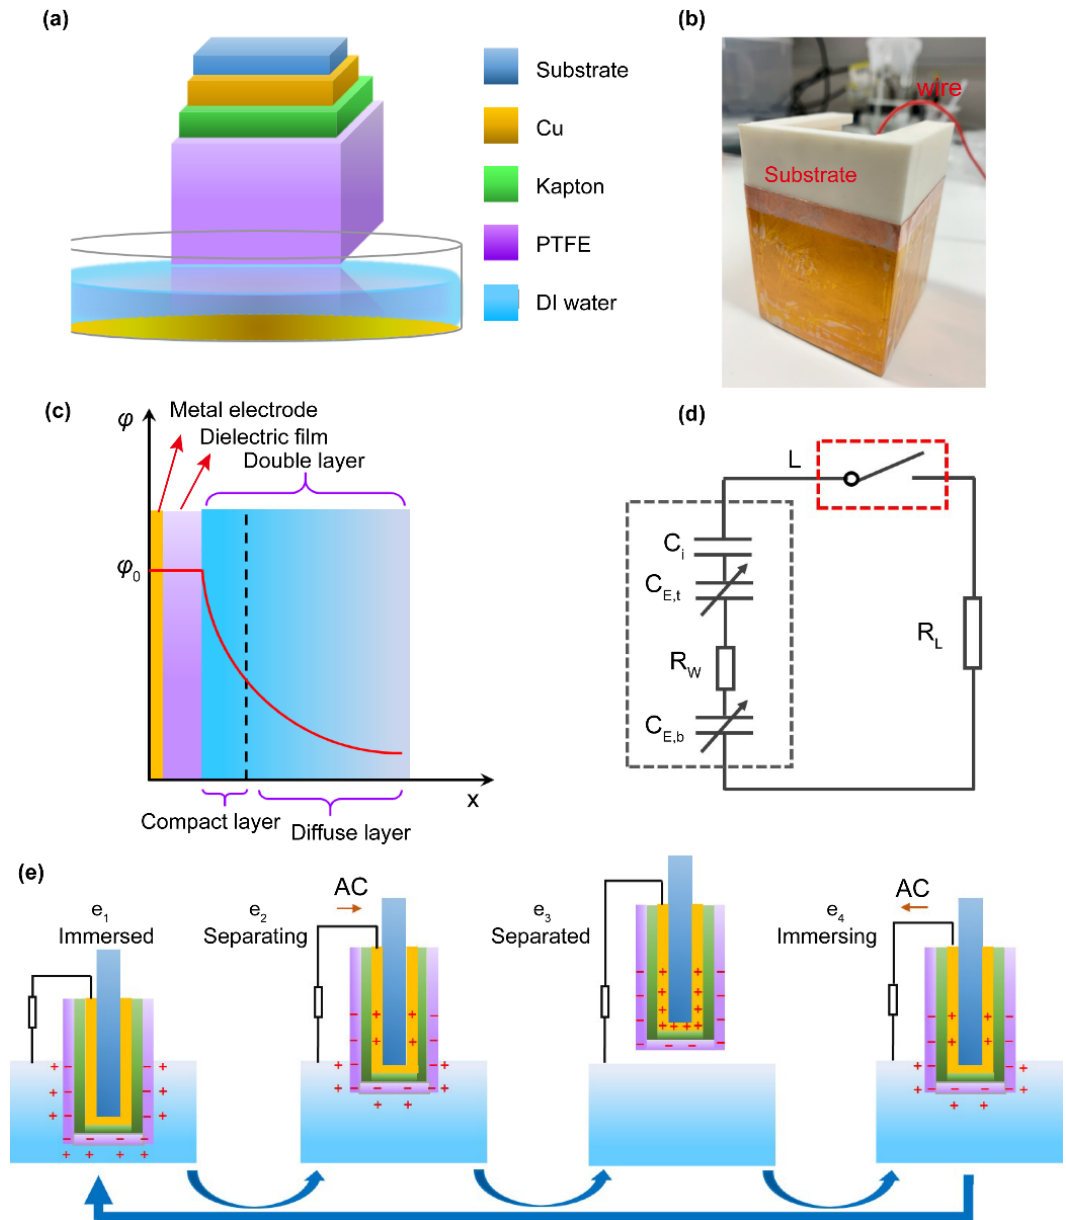 (a)
Substrate
Cu
Kapton
PTFE
DI water
(b)
wire
Substrate
(c)
φ
Metal electrode
Dielectric film
Double layer
φ0
x
Compact layer
Diffuse layer
(d)
L
Ci
CE,t
RW
CE,b
RL
(e)
e1
Immersed
e2
Separating
AC
e3
Separated
e4
Immersing
AC